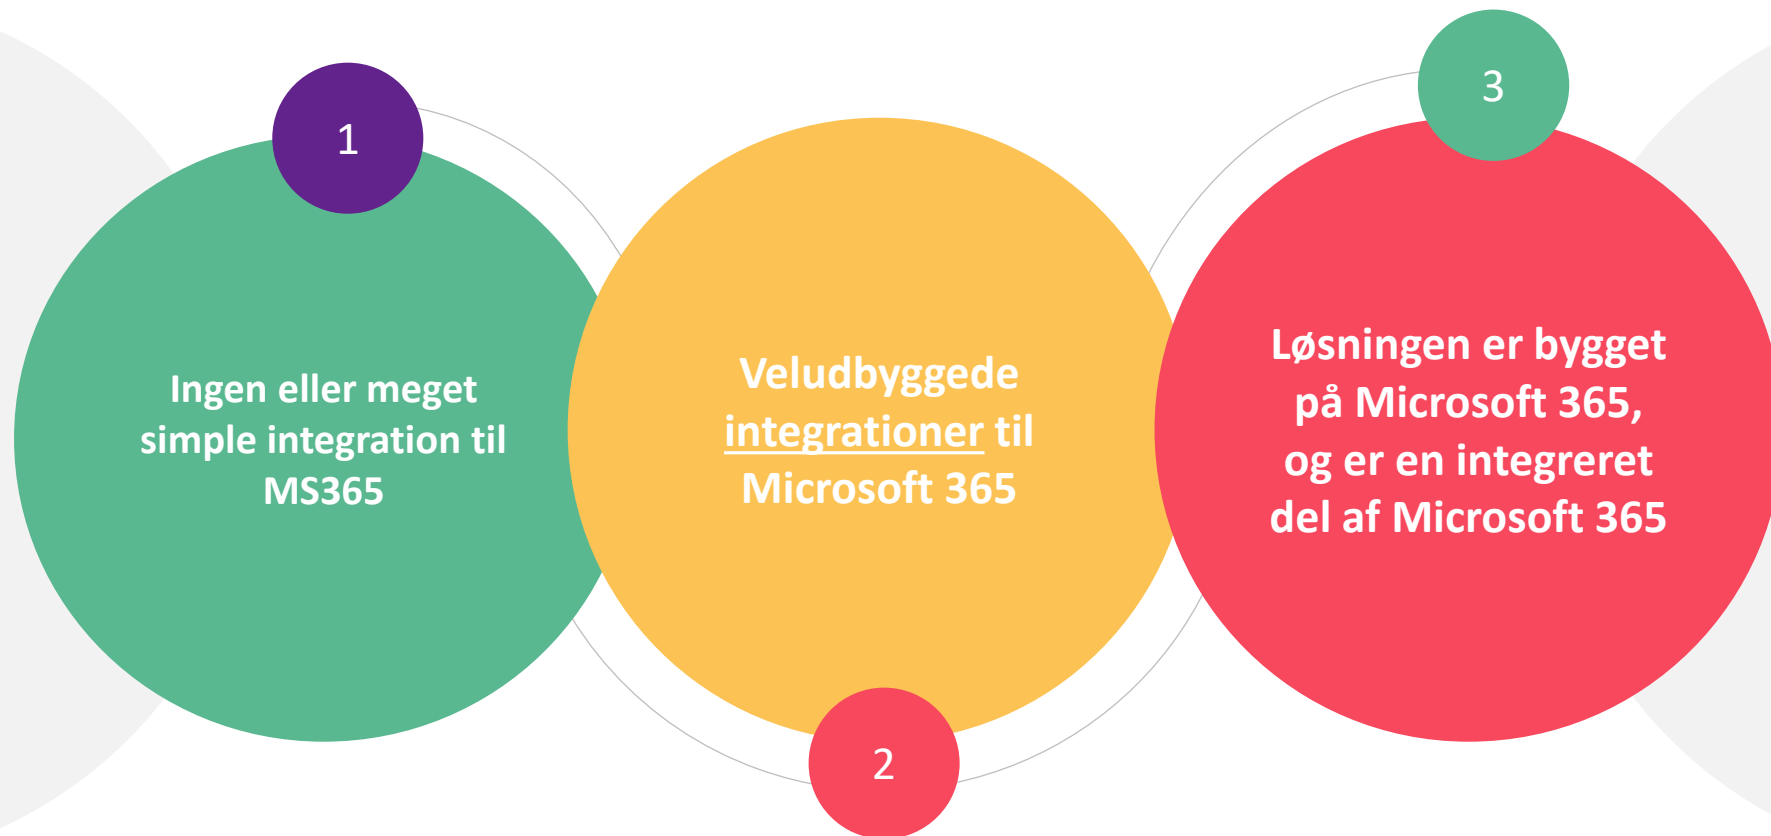 1
Ingen eller meget
simple integration til
MS365
2
Veludbyggede
integrationer til
Microsoft 365
3
Løsningen er bygget
på Microsoft 365,
og er en integreret
del af Microsoft 365